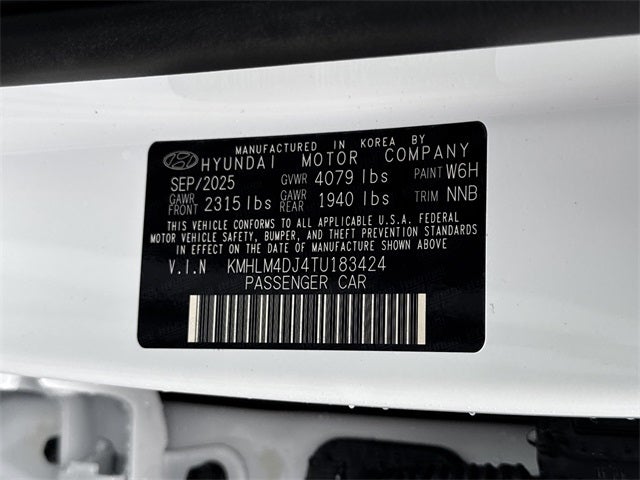 MANUFACTURED IN KOREA BY
HYUNDAI MOTOR COMPANY
SEP/2025 GVWR 4079 lbs PAINT W6H
GAWR FRONT 2315 lbs GAWR REAR 1940 lbs TRIM NNB
THIS VEHICLE CONFORMS TO ALL APPLICABLE U.S.A. FEDERAL
MOTOR VEHICLE SAFETY, BUMPER, AND THEFT PREVENTION STANDARDS
IN EFFECT ON THE DATE OF MANUFACTURE SHOWN ABOVE.
V.I.N KMHLM4DJ4TU183424
PASSENGER CAR